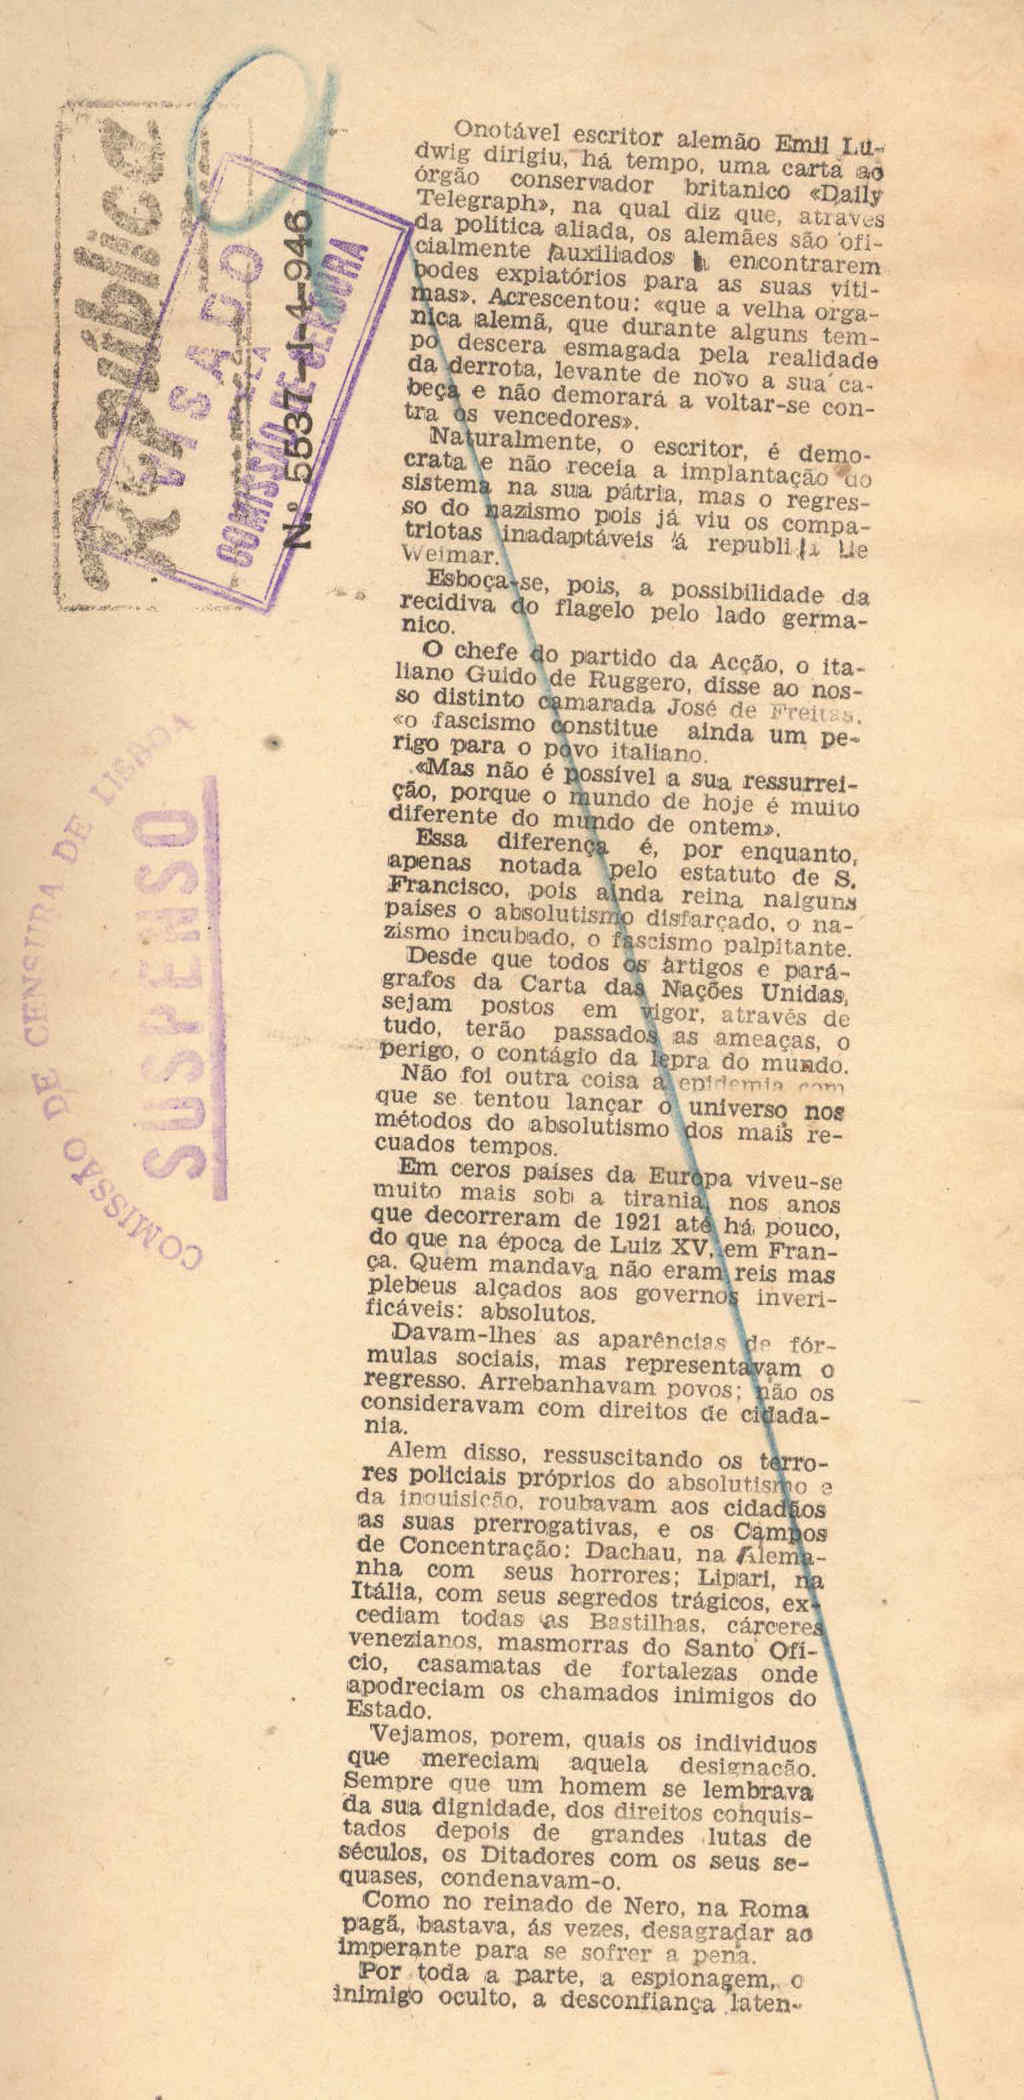 República
VISADO
PELA
COMISSÃO DE CENSURA
N.º 5537-1-4-946
COMISSÃO DE CENSURA DE LISBOA
SUSPENSO
Onotável escritor alemão Emil Lu-
dwig dirigiu, há tempo, uma carta ao
órgão conservador britanico «Daily
Telegraph», na qual diz que, através
da política aliada, os alemães são ofi-
cialmente auxiliados a encontrarem
bodes expiatórios para as suas víti-
mas». Acrescentou: «que a velha orga-
nica alemã, que durante alguns tem-
po descera esmagada pela realidade
da derrota, levante de novo a sua ca-
beça e não demorará a voltar-se con-
tra os vencedores».
Naturalmente, o escritor, é demo-
crata e não receia a implantação do
sistema na sua pátria, mas o regres-
so do nazismo pois já viu os compa-
triotas inadaptáveis á republica de
Weimar.
Esboça-se, pois, a possibilidade da
recidiva do flagelo pelo lado germa-
nico.
O chefe do partido da Acção, o ita-
liano Guido de Ruggero, disse ao nos-
so distinto camarada José de Freitas.
«o fascismo constitue ainda um pe-
rigo para o povo italiano.
«Mas não é possível a sua ressurrei-
ção, porque o mundo de hoje é muito
diferente do mundo de ontem».
Essa diferença é, por enquanto,
apenas notada pelo estatuto de S.
Francisco, pois ainda reina nalguns
países o absolutismo disfarçado, o na-
zismo incubado, o fascismo palpitante.
Desde que todos os artigos e pará-
grafos da Carta das Nações Unidas,
sejam postos em vigor, através de
tudo, terão passados as ameaças, o
perigo, o contágio da lepra do mundo.
Não foi outra coisa a epidemia com
que se tentou lançar o universo nos
métodos do absolutismo dos mais re-
cuados tempos.
Em ceros países da Europa viveu-se
muito mais sob a tirania, nos anos
que decorreram de 1921 até há pouco,
do que na época de Luiz XV, em Fran-
ça. Quem mandava não eram reis mas
plebeus alçados aos governos inveri-
ficáveis: absolutos.
Davam-lhes as aparências de fór-
mulas sociais, mas representavam o
regresso. Arrebanhavam povos; não os
consideravam com direitos de cidada-
nia.
Alem disso, ressuscitando os terro-
res policiais próprios do absolutismo e
da inquisição, roubavam aos cidadãos
as suas prerrogativas, e os Campos
de Concentração: Dachau, na Alema-
nha com seus horrores; Lipari, na
Itália, com seus segredos trágicos, ex-
cediam todas as Bastilhas, cárceres
venezianos, masmorras do Santo Ofí-
cio, casamatas de fortalezas onde
apodreciam os chamados inimigos do
Estado.
Vejamos, porem, quais os individuos
que mereciam aquela designação.
Sempre que um homem se lembrava
da sua dignidade, dos direitos conquis-
tados depois de grandes lutas de
séculos, os Ditadores com os seus se-
quases, condenavam-o.
Como no reinado de Nero, na Roma
pagã, bastava, ás vezes, desagradar ao
imperante para se sofrer a pena.
Por toda a parte, a espionagem, o
inimigo oculto, a desconfiança laten-